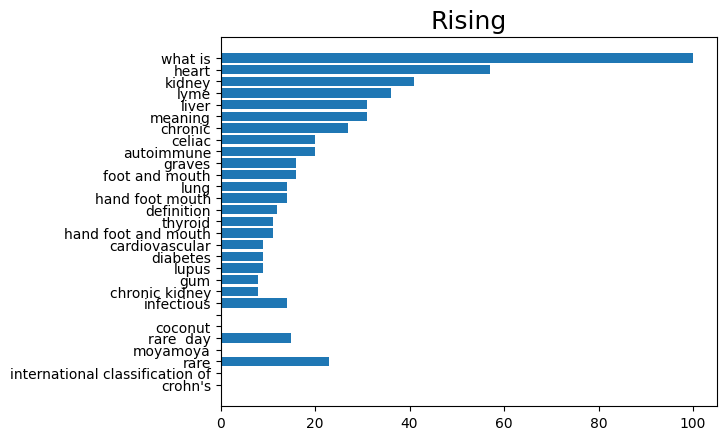 Rising
what is
heart
kidney
lyme
liver
meaning
chronic
celiac
autoimmune
graves
foot and mouth
lung
hand foot mouth
definition
thyroid
hand foot and mouth
cardiovascular
diabetes
lupus
gum
chronic kidney
infectious
coconut
rare  day
moyamoya
rare
international classification of
crohn's
0 20 40 60 80 100